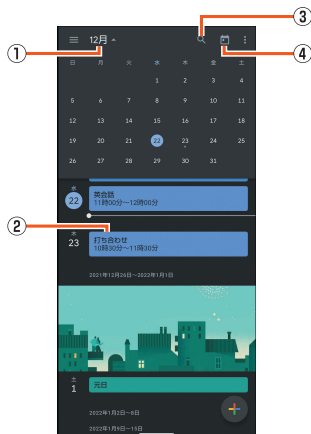 ③
① 12月 ④
日 月 火 水 木 金 土
1 2 3 4
5 6 7 8 9 10 11
12 13 14 15 16 17 18
19 20 21 22 23 24 25
26 27 28 29 30 31
水 英会話
22 11時00分～12時00分
②
木 打ち合わせ
23 10時30分～11時30分
2021年12月26日～2022年1月1日
土
1 元日
2022年1月2日～8日
2022年1月9日～15日